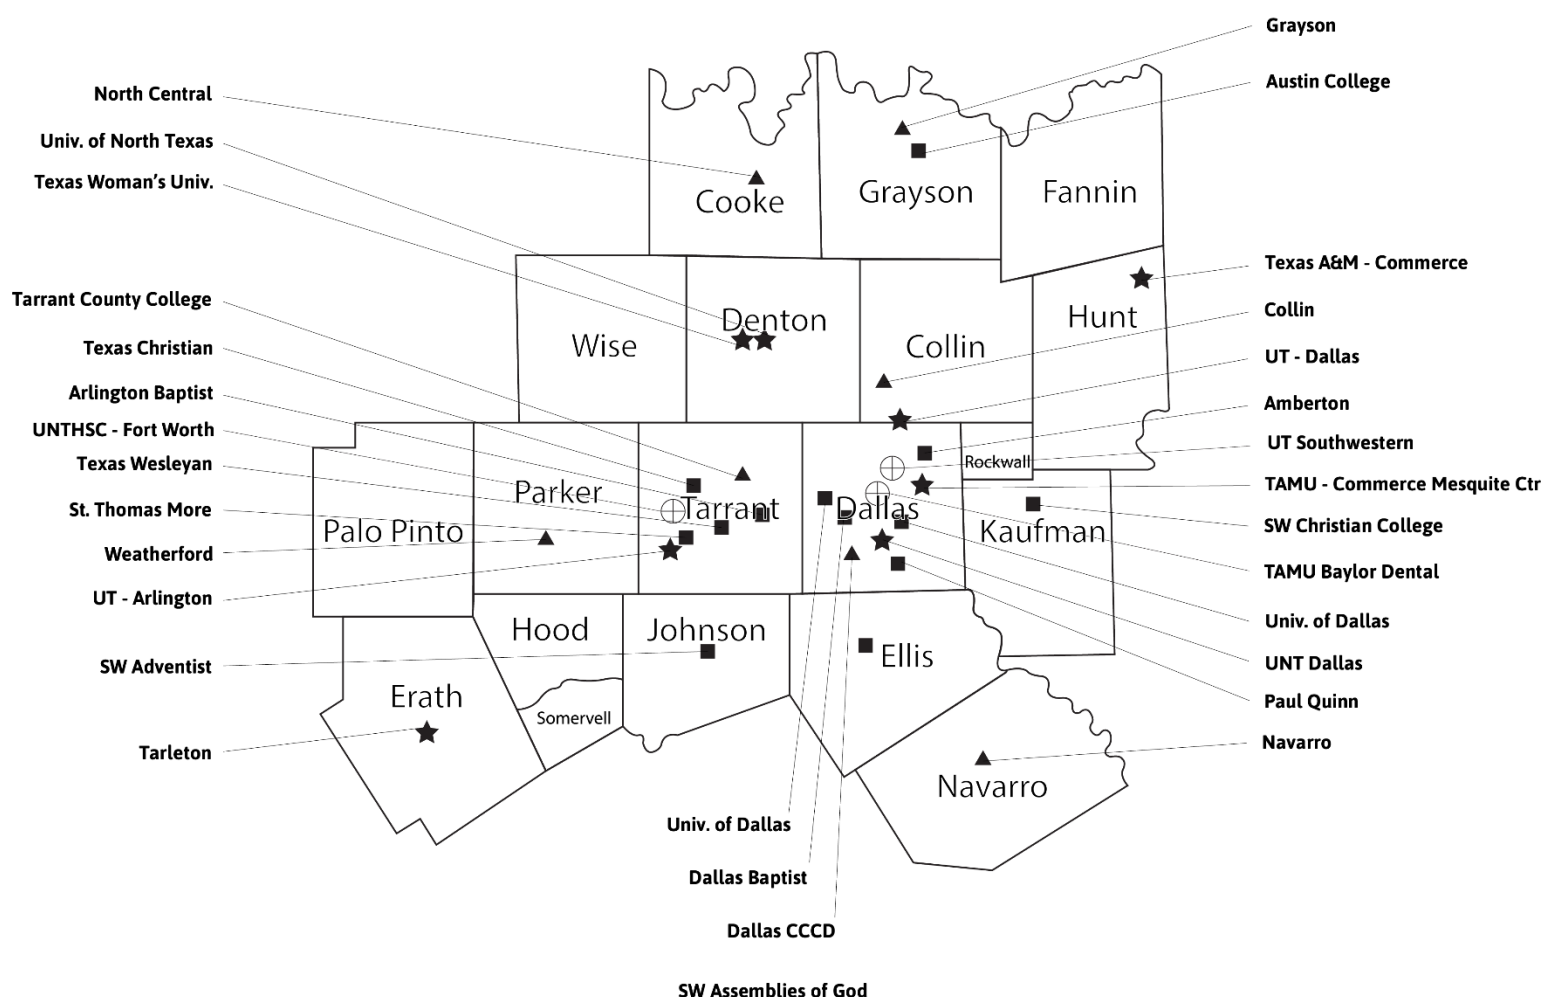 Grayson
Austin College
North Central
Univ. of North Texas
Texas Woman’s Univ.
Cooke
Grayson
Fannin
Texas A&M - Commerce
Tarrant County College
Collin
Texas Christian
Denton
Hunt
Wise
Collin
UT - Dallas
Arlington Baptist
Amberton
UNTHSC - Fort Worth
UT Southwestern
Texas Wesleyan
Rockwall
TAMU - Commerce Mesquite Ctr
Parker
St. Thomas More
Tarrant
Dallas
SW Christian College
Palo Pinto
Kaufman
Weatherford
TAMU Baylor Dental
UT - Arlington
Univ. of Dallas
Hood
Johnson
Ellis
SW Adventist
UNT Dallas
Erath
Paul Quinn
Somervell
Tarleton
Navarro
Navarro
Univ. of Dallas
Dallas Baptist
Dallas CCCD
SW Assemblies of God